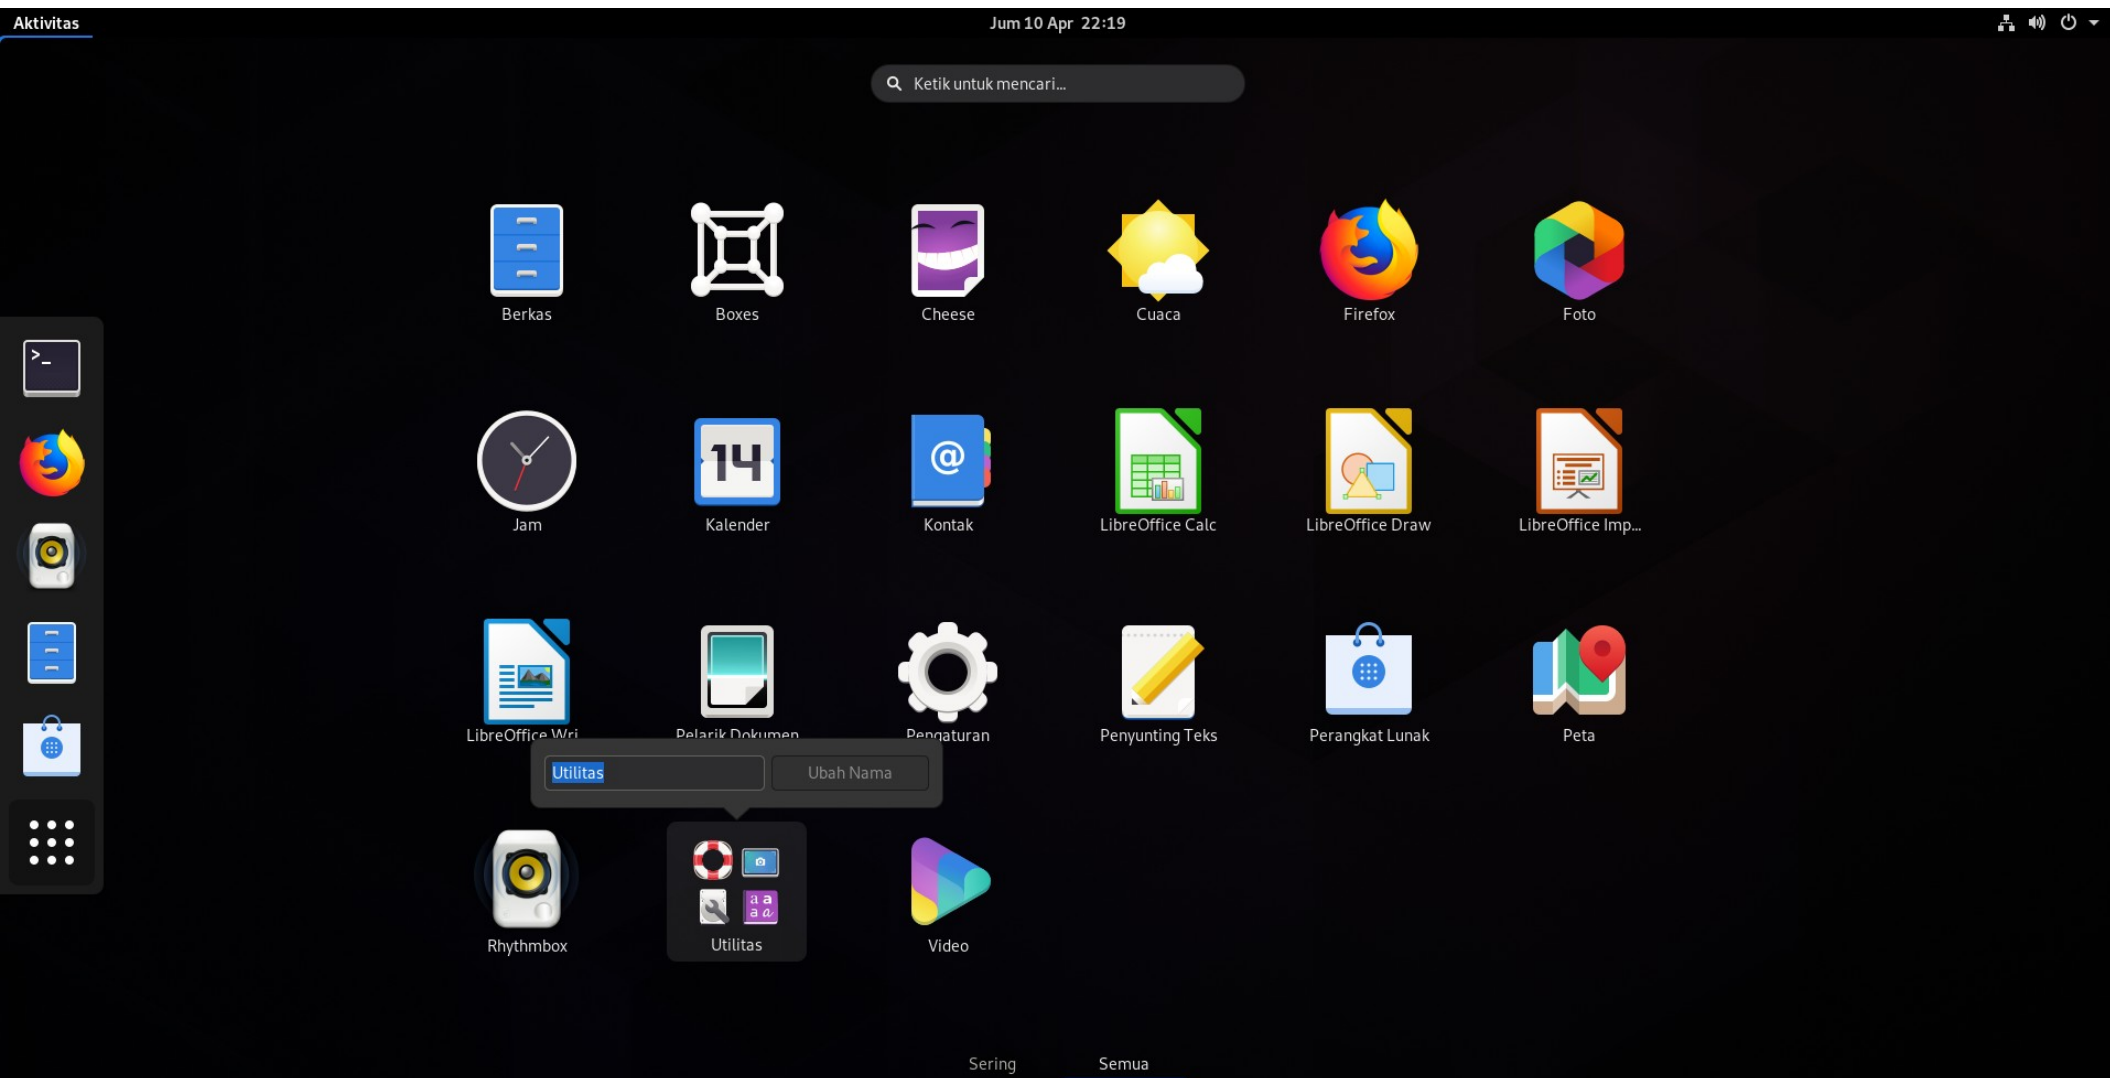 Aktivitas
Jum 10 Apr 22:19
Ketik untuk mencari...
Berkas
Boxes
Cheese
Cuaca
Firefox
Foto
>_
14
@
Jam
Kalender
Kontak
LibreOffice Calc
LibreOffice Draw
LibreOffice Imp...
LibreOffice Wri
Pelarik Dokumen
Pengaturan
Penyunting Teks
Perangkat Lunak
Peta
Utilitas
Ubah Nama
a a
a a
Rhythmbox
Utilitas
Video
Sering
Semua